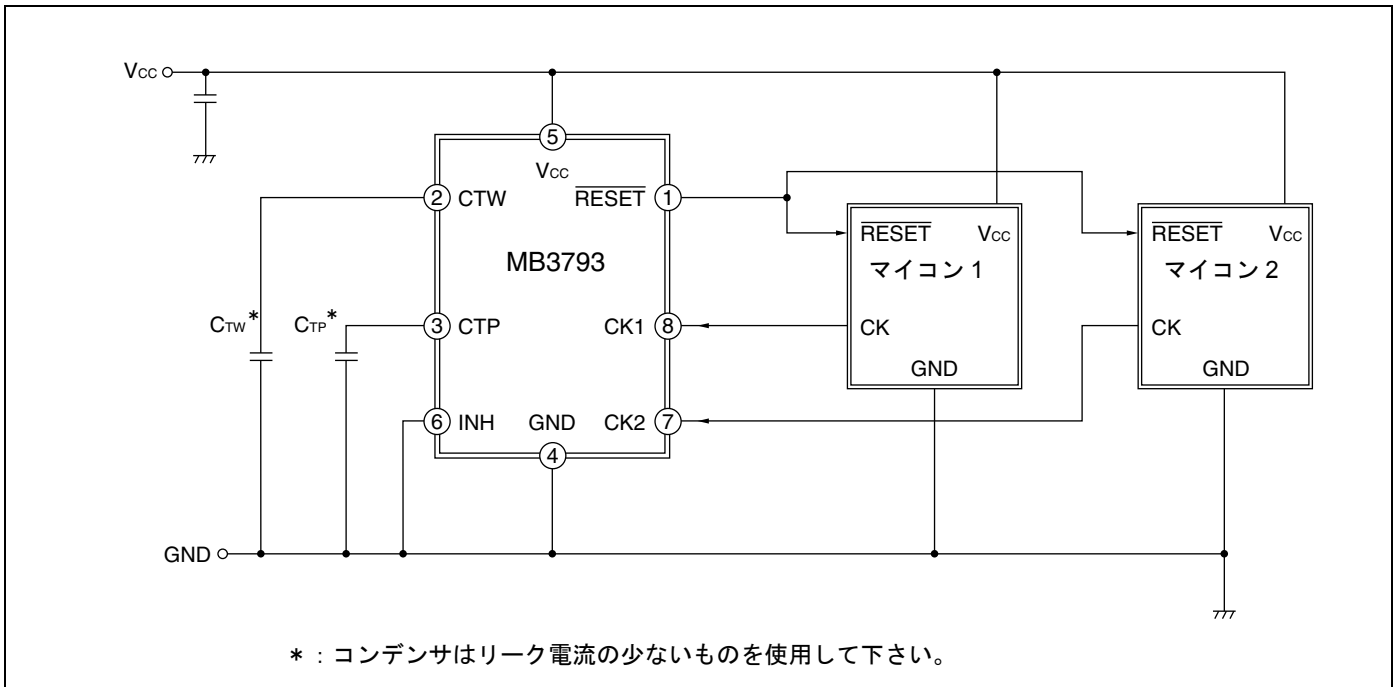 VCC
5
VCC
2 CTW
RESET 1
RESET VCC
RESET VCC
MB3793
マイコン 1
マイコン 2
CTW*
CTP*
3 CTP
CK1 8
CK
CK
GND
GND
6 INH
GND
CK2 7
4
GND
* : コンデンサはリーク電流の少ないものを使用して下さい。